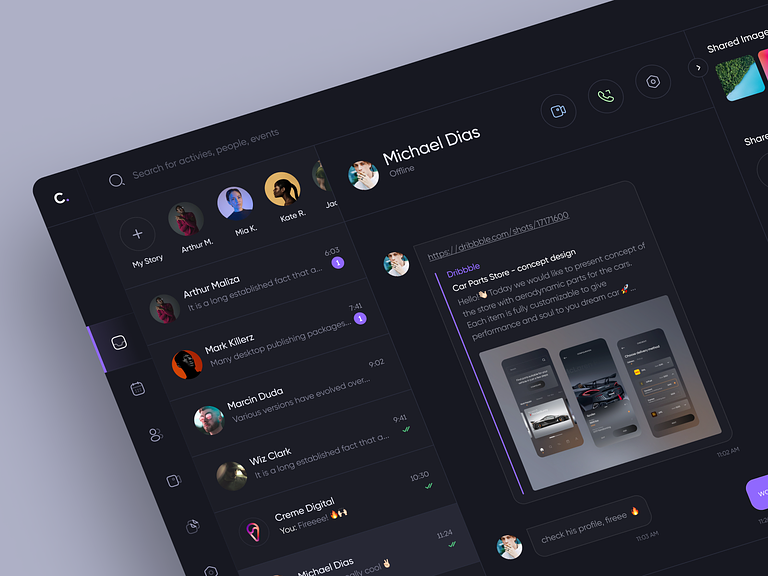 C.
Search for activies, people, events
My Story
Arthur M.
Mia K.
Kate R.
Arthur Maliza
6:03
It is a long established fact that a...
1
Mark Killerz
7:41
Many desktop publishing packages...
1
Marcin Duda
9:02
Various versions have evolved over...
Wiz Clark
9:41
It is a long established fact that a...
Creme Digital
10:30
You: Fireeee! 🔥🙌
Michael Dias
11:24
cool ✌🏻
Michael Dias
Offline
https://dribbble.com/shots/17171600
Dribbble
Car Parts Store - concept design
Hello!👋🏻 Today we would like to present concept of
the store with aerodynamic parts for the cars.
Each item is fully customizable to give
performance and soul to you dream car 🚀 ...
Choose delivery method
11:02 AM
check his profile, fireee 🔥
11:03 AM
Shared Image
Share